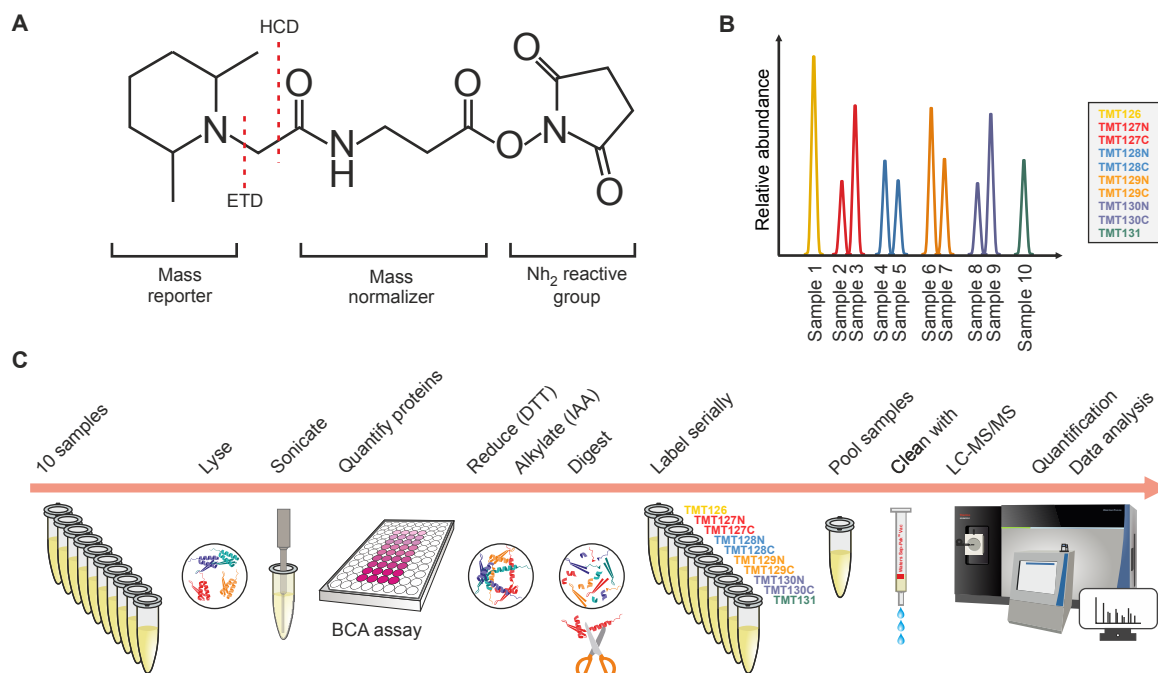 A
HCD
O
O
O
N
N
H
O
N
O
ETD
Mass
reporter
Mass
normalizer
Nh2 reactive
group
B
Relative abundance
Sample 1
Sample 2
Sample 3
Sample 4
Sample 5
Sample 6
Sample 7
Sample 8
Sample 9
Sample 10
TMT126
TMT127N
TMT127C
TMT128N
TMT128C
TMT129N
TMT129C
TMT130N
TMT130C
TMT131
C
10 samples
Lyse
Sonicate
Quantify proteins
Reduce (DTT)
Alkylate (IAA)
Digest
Label serially
Pool samples
Clean with
LC-MS/MS
Quantification
Data analysis
BCA assay
TMT126
TMT127N
TMT127C
TMT128N
TMT128C
TMT129N
TMT129C
TMT130N
TMT130C
TMT131
Waters Sep-Pak Vac